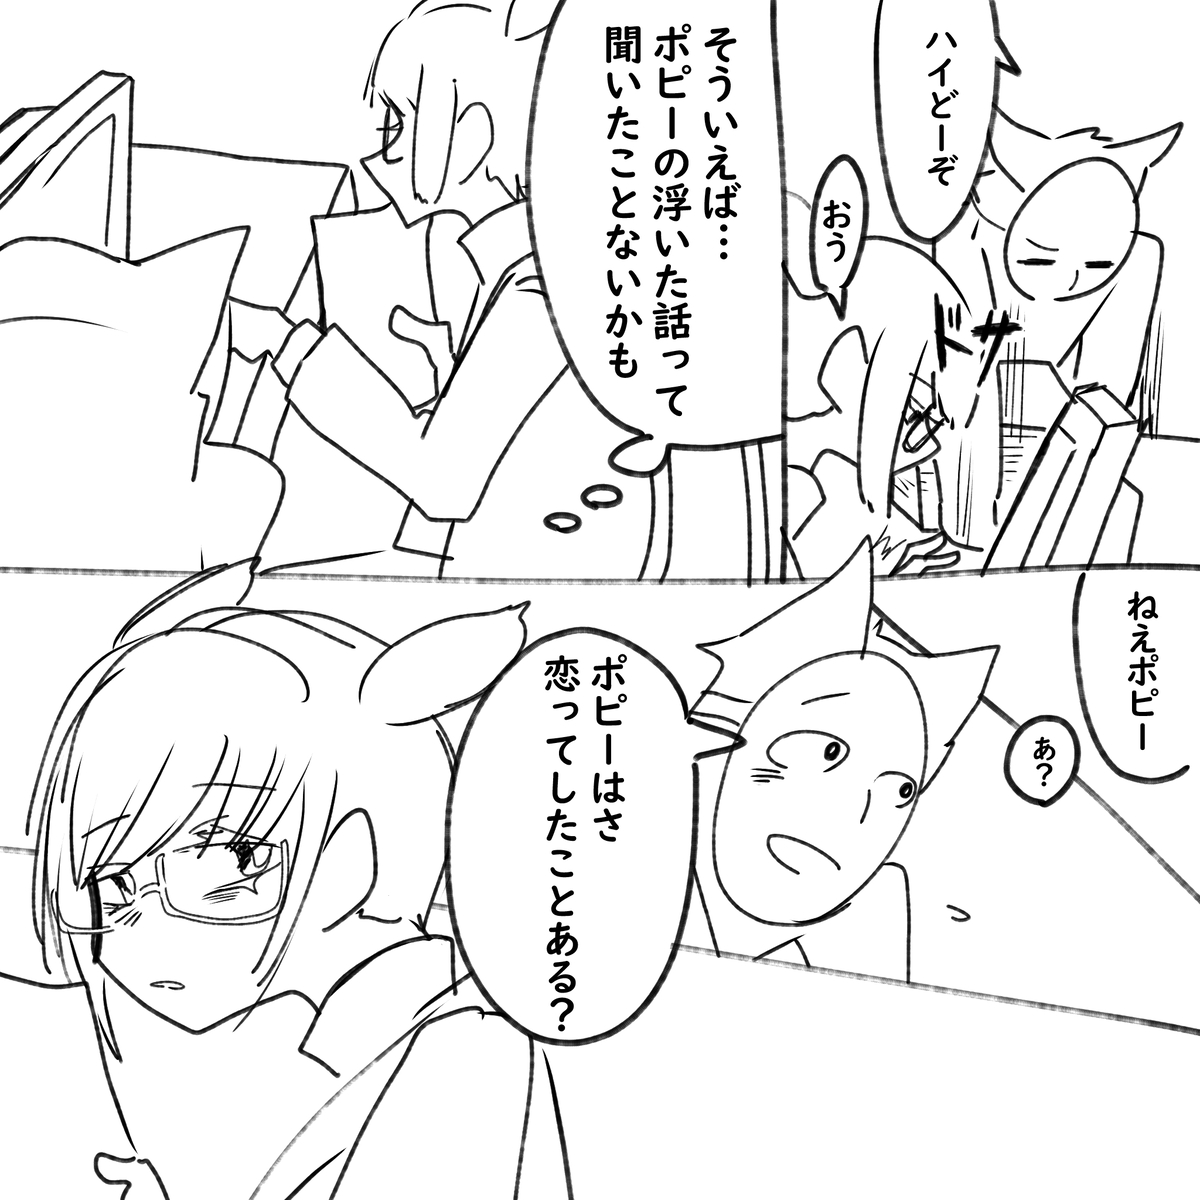 ハイどーぞ
おう
ドサ
そういえば…
ポピーの浮いた話って
聞いたことないかも
ねえポピー
あ?
ポピーはさ
恋ってしたことある?